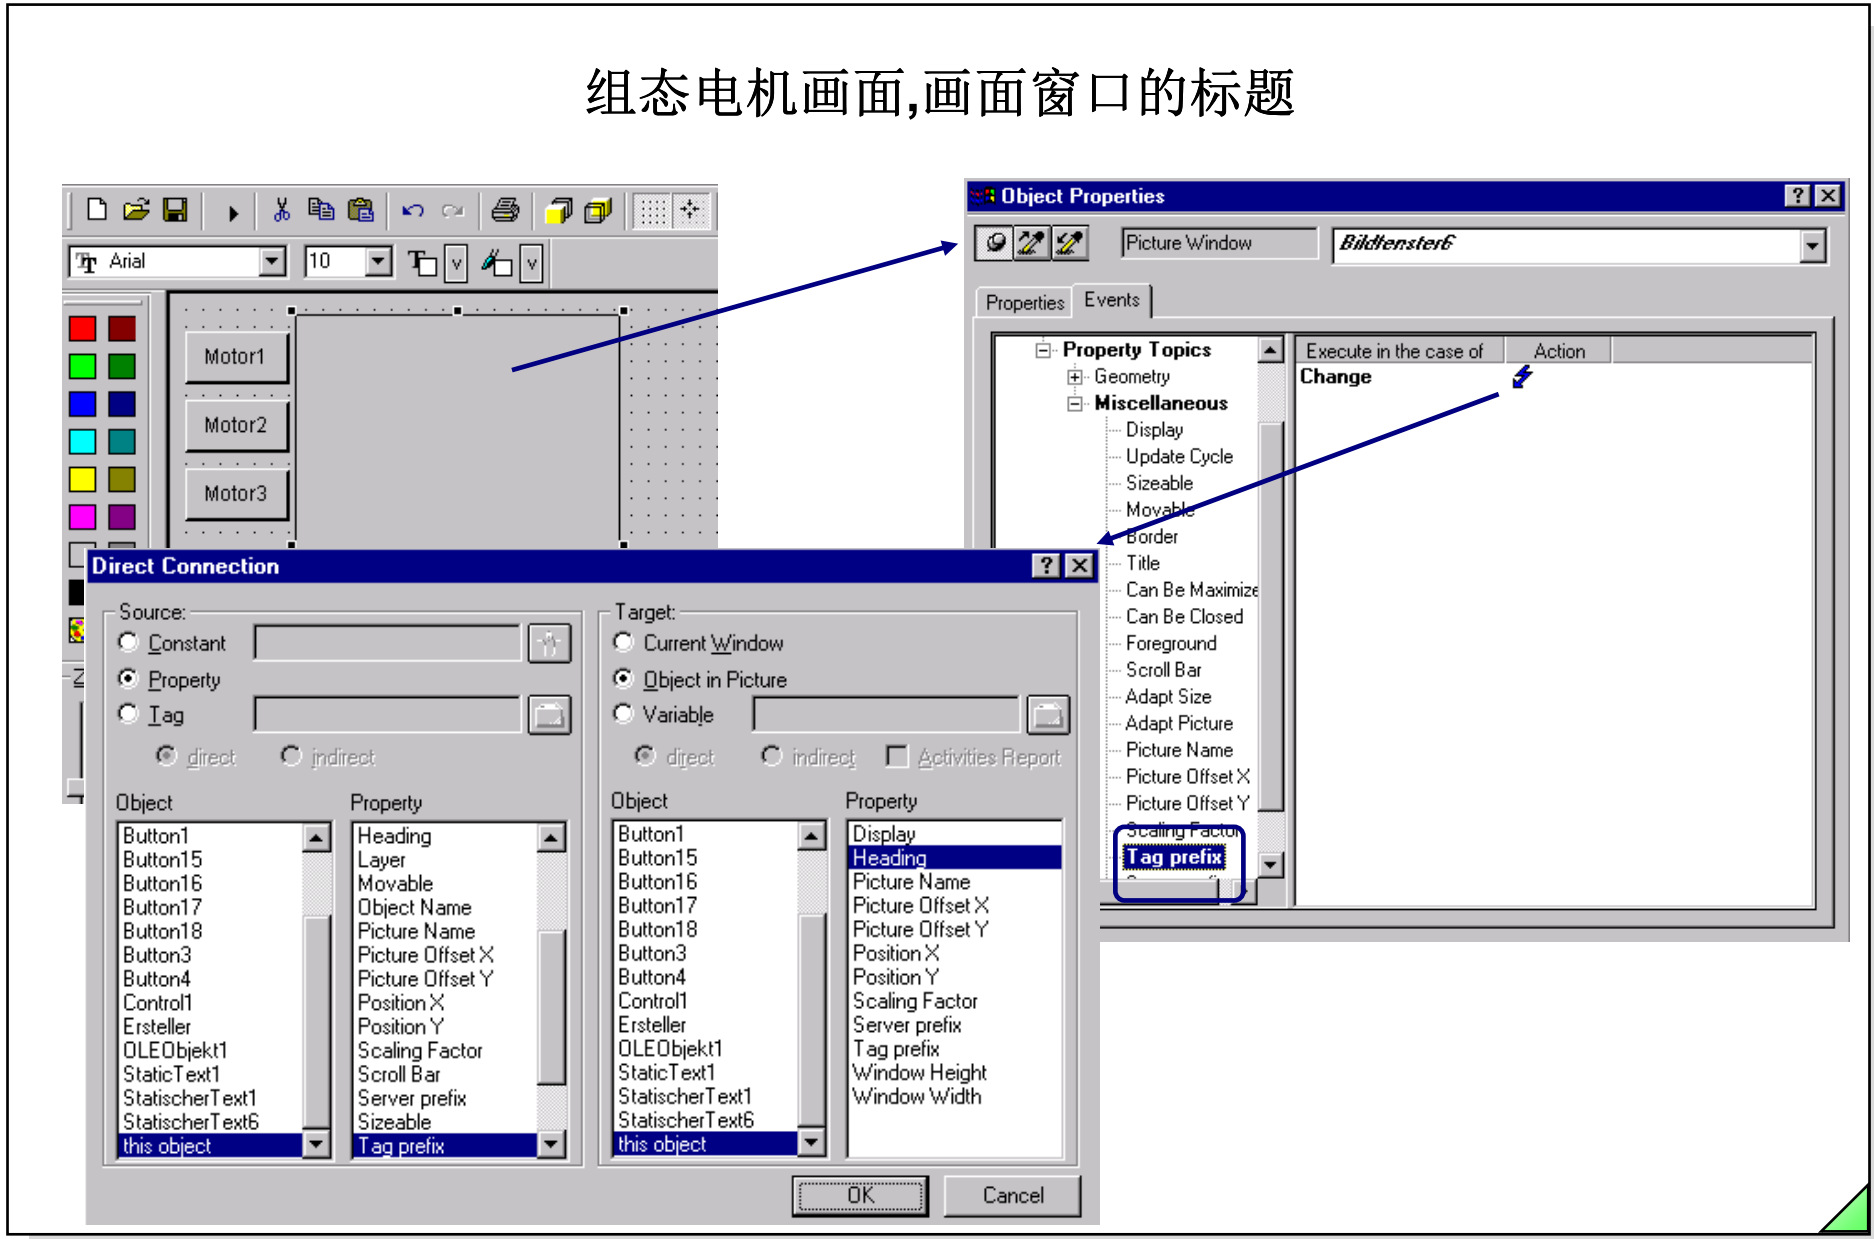 组态电机画面,画面窗口的标题
Arial
10
v
v
Motor1
Motor2
Motor3
Object Properties
Picture Window
Bildfenster6
Properties
Events
Property Topics
Geometry
Miscellaneous
Display
Update Cycle
Sizeable
Movable
Border
Title
Can Be Maximize
Can Be Closed
Foreground
Scroll Bar
Adapt Size
Adapt Picture
Picture Name
Picture Offset X
Picture Offset Y
Scaling Factor
Tag prefix
Execute in the case of
Action
Change
Direct Connection
Source:
Constant
Property
Tag
direct
indirect
Object
Property
Button1
Button15
Button16
Button17
Button18
Button3
Button4
Control1
Ersteller
OLEObjekt1
StaticText1
StatischerText1
StatischerText6
this object
Heading
Layer
Movable
Object Name
Picture Name
Picture Offset X
Picture Offset Y
Position X
Position Y
Scaling Factor
Scroll Bar
Server prefix
Sizeable
Tag prefix
Target:
Current Window
Object in Picture
Variable
direct
indirect
Activities Report
Object
Property
Button1
Button15
Button16
Button17
Button18
Button3
Button4
Control1
Ersteller
OLEObjekt1
StaticText1
StatischerText1
StatischerText6
this object
Display
Heading
Picture Name
Picture Offset X
Picture Offset Y
Position X
Position Y
Scaling Factor
Server prefix
Tag prefix
Window Height
Window Width
OK
Cancel